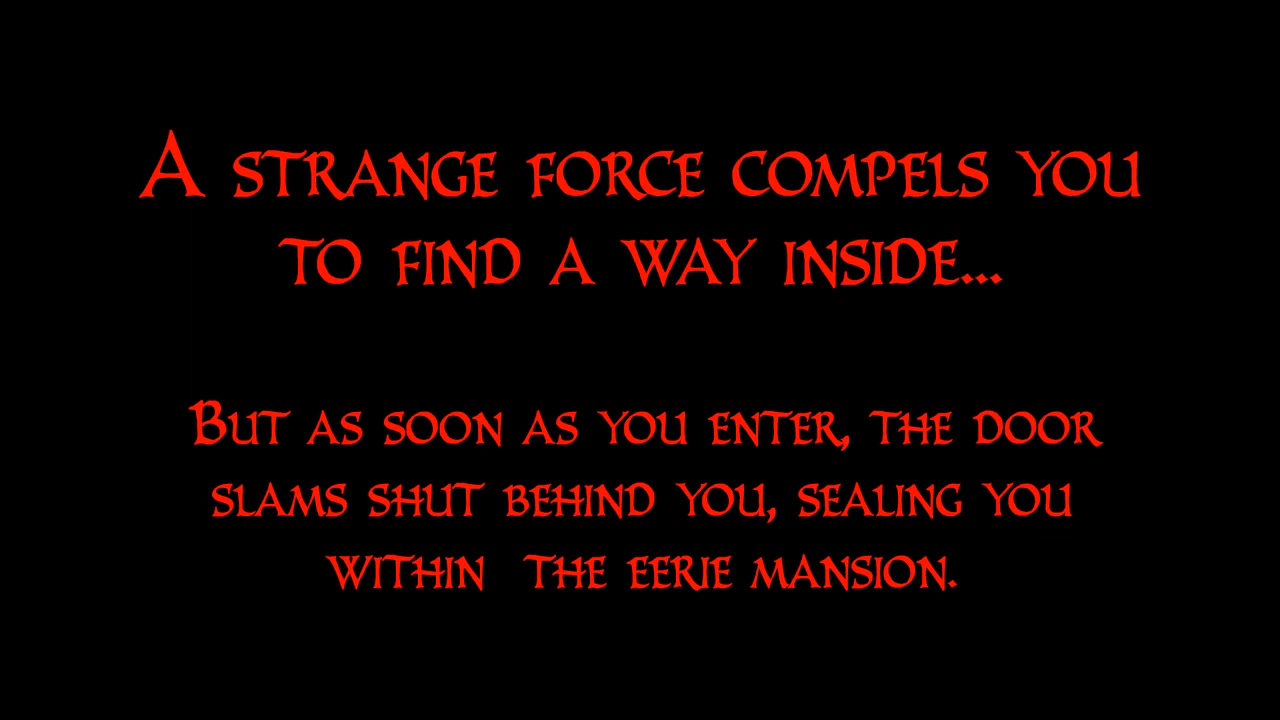 A STRANGE FORCE COMPELS YOU
TO FIND A WAY INSIDE...
BUT AS SOON AS YOU ENTER, THE DOOR
SLAMS SHUT BEHIND YOU, SEALING YOU
WITHIN  THE EERIE MANSION.